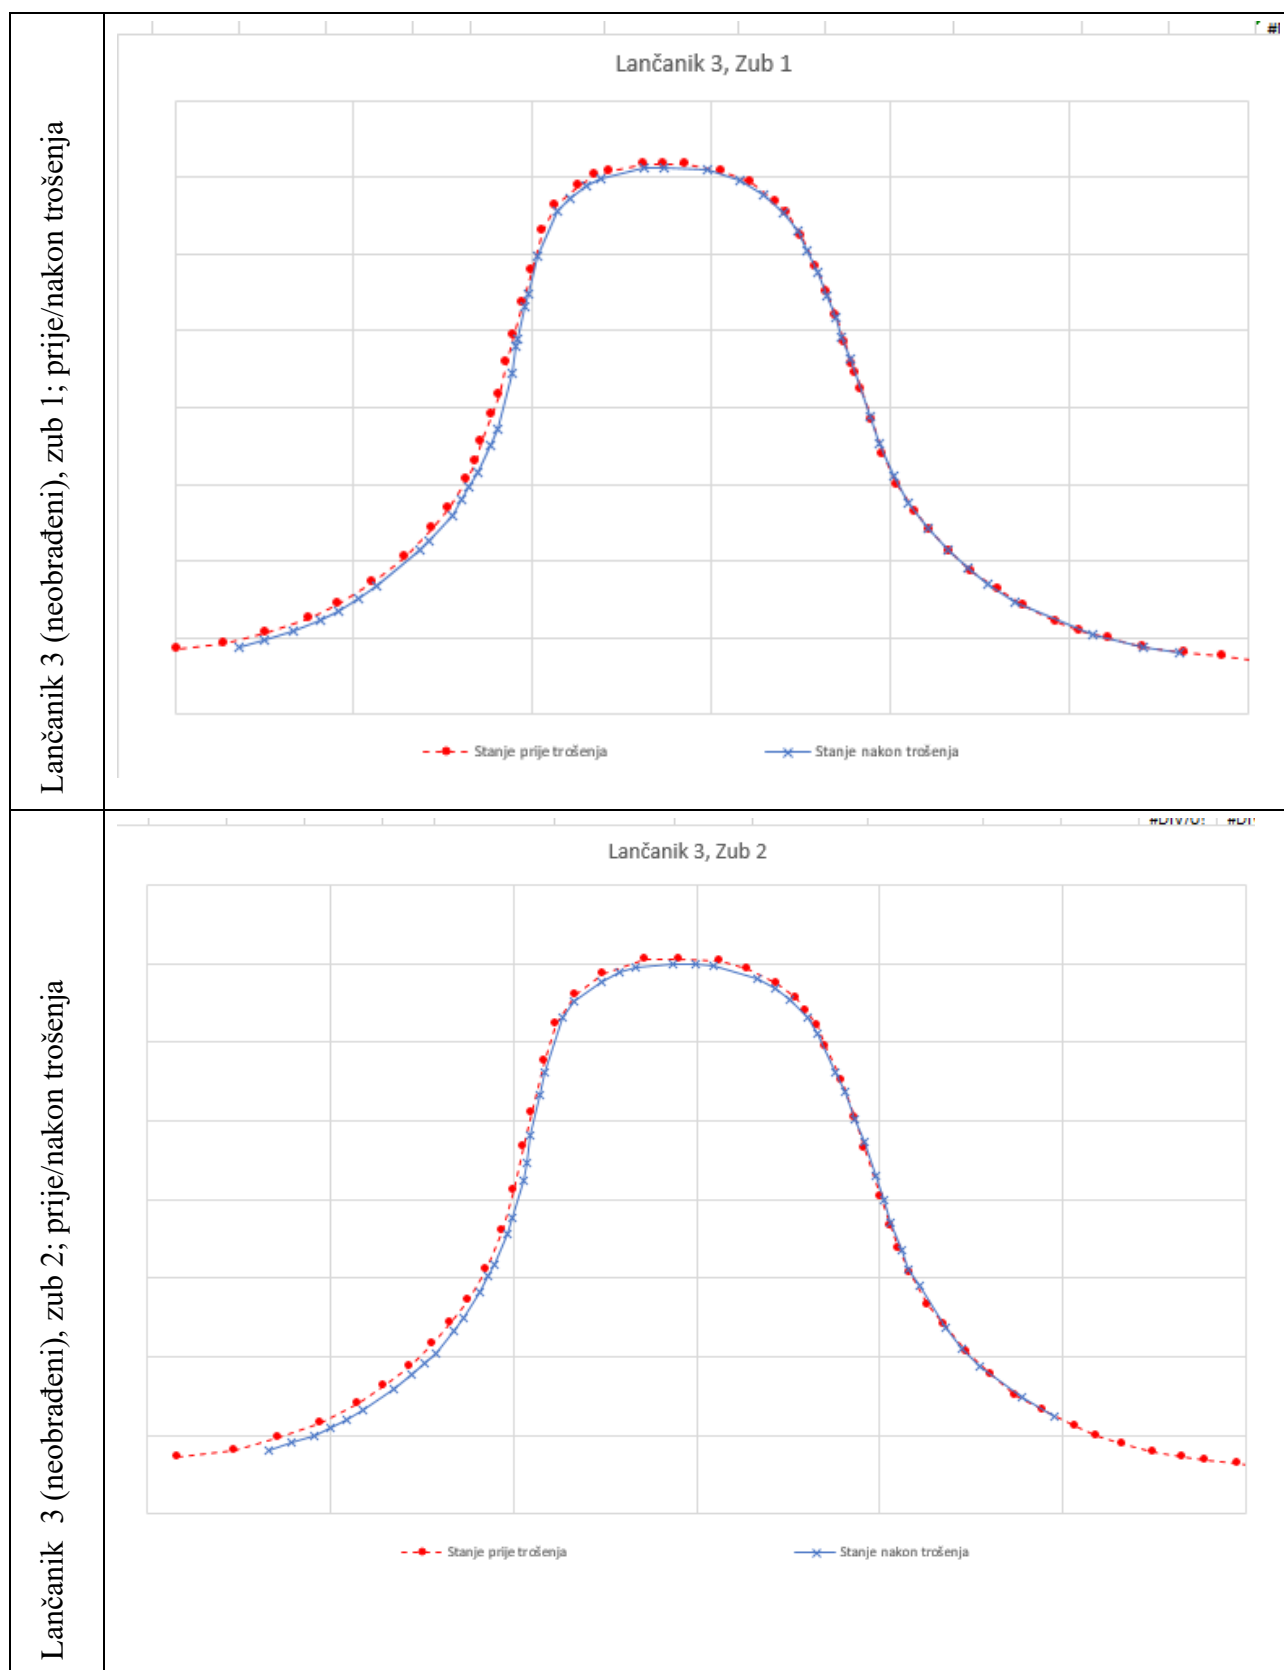 Lančanik 3 (neobrađeni), zub 1; prije/nakon trošenja
Lančanik 3, Zub 1
Stanje prije trošenja
Stanje nakon trošenja
Lančanik 3 (neobrađeni), zub 2; prije/nakon trošenja
Lančanik 3, Zub 2
Stanje prije trošenja
Stanje nakon trošenja